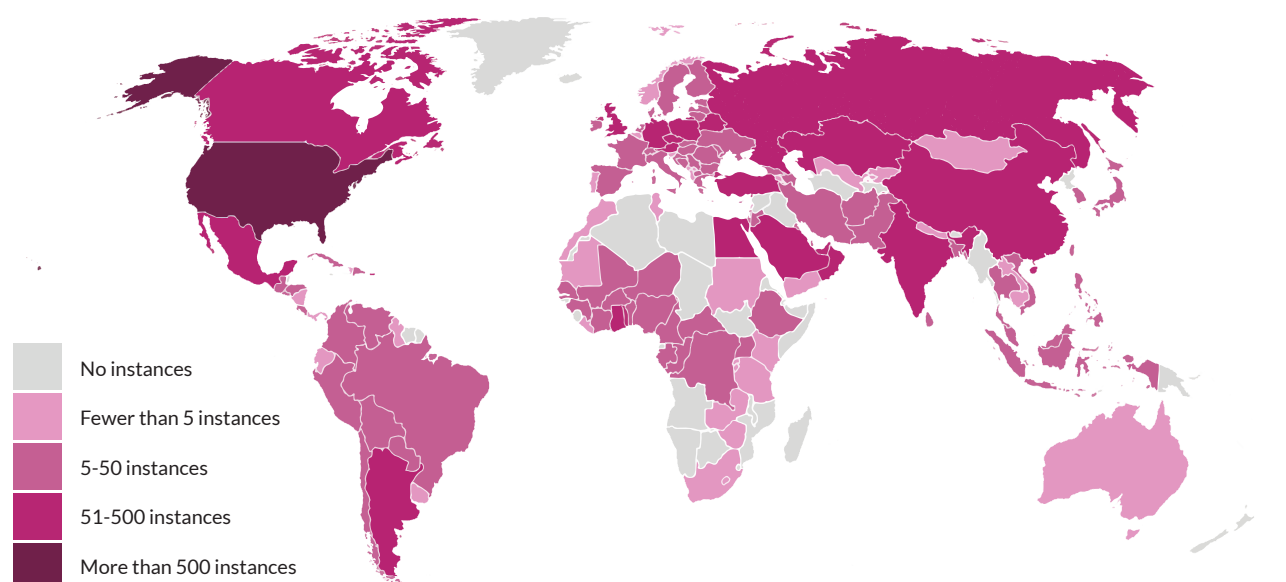 No instances
Fewer than 5 instances
5-50 instances
51-500 instances
More than 500 instances